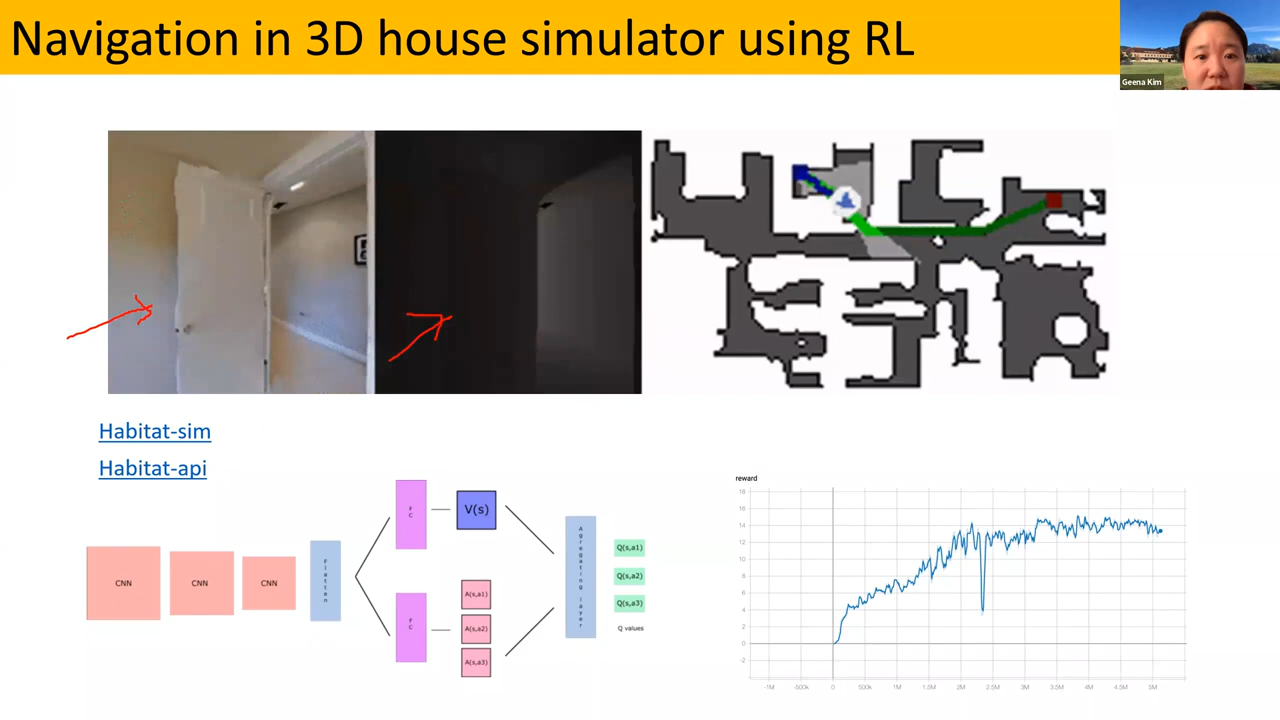 Navigation in 3D house simulator using RL
Geena Kim
Habitat-sim
Habitat-api
CNN
CNN
CNN
Flatten
FC
V(s)
FC
A(s,a1)
A(s,a2)
A(s,a3)
Agregating layer
Q(s,a1)
Q(s,a2)
Q(s,a3)
Q values
reward
18
16
14
12
10
8
6
4
2
0
-2
-1M -500k 0 500k 1M 1.5M 2M 2.5M 3M 3.5M 4M 4.5M 5M